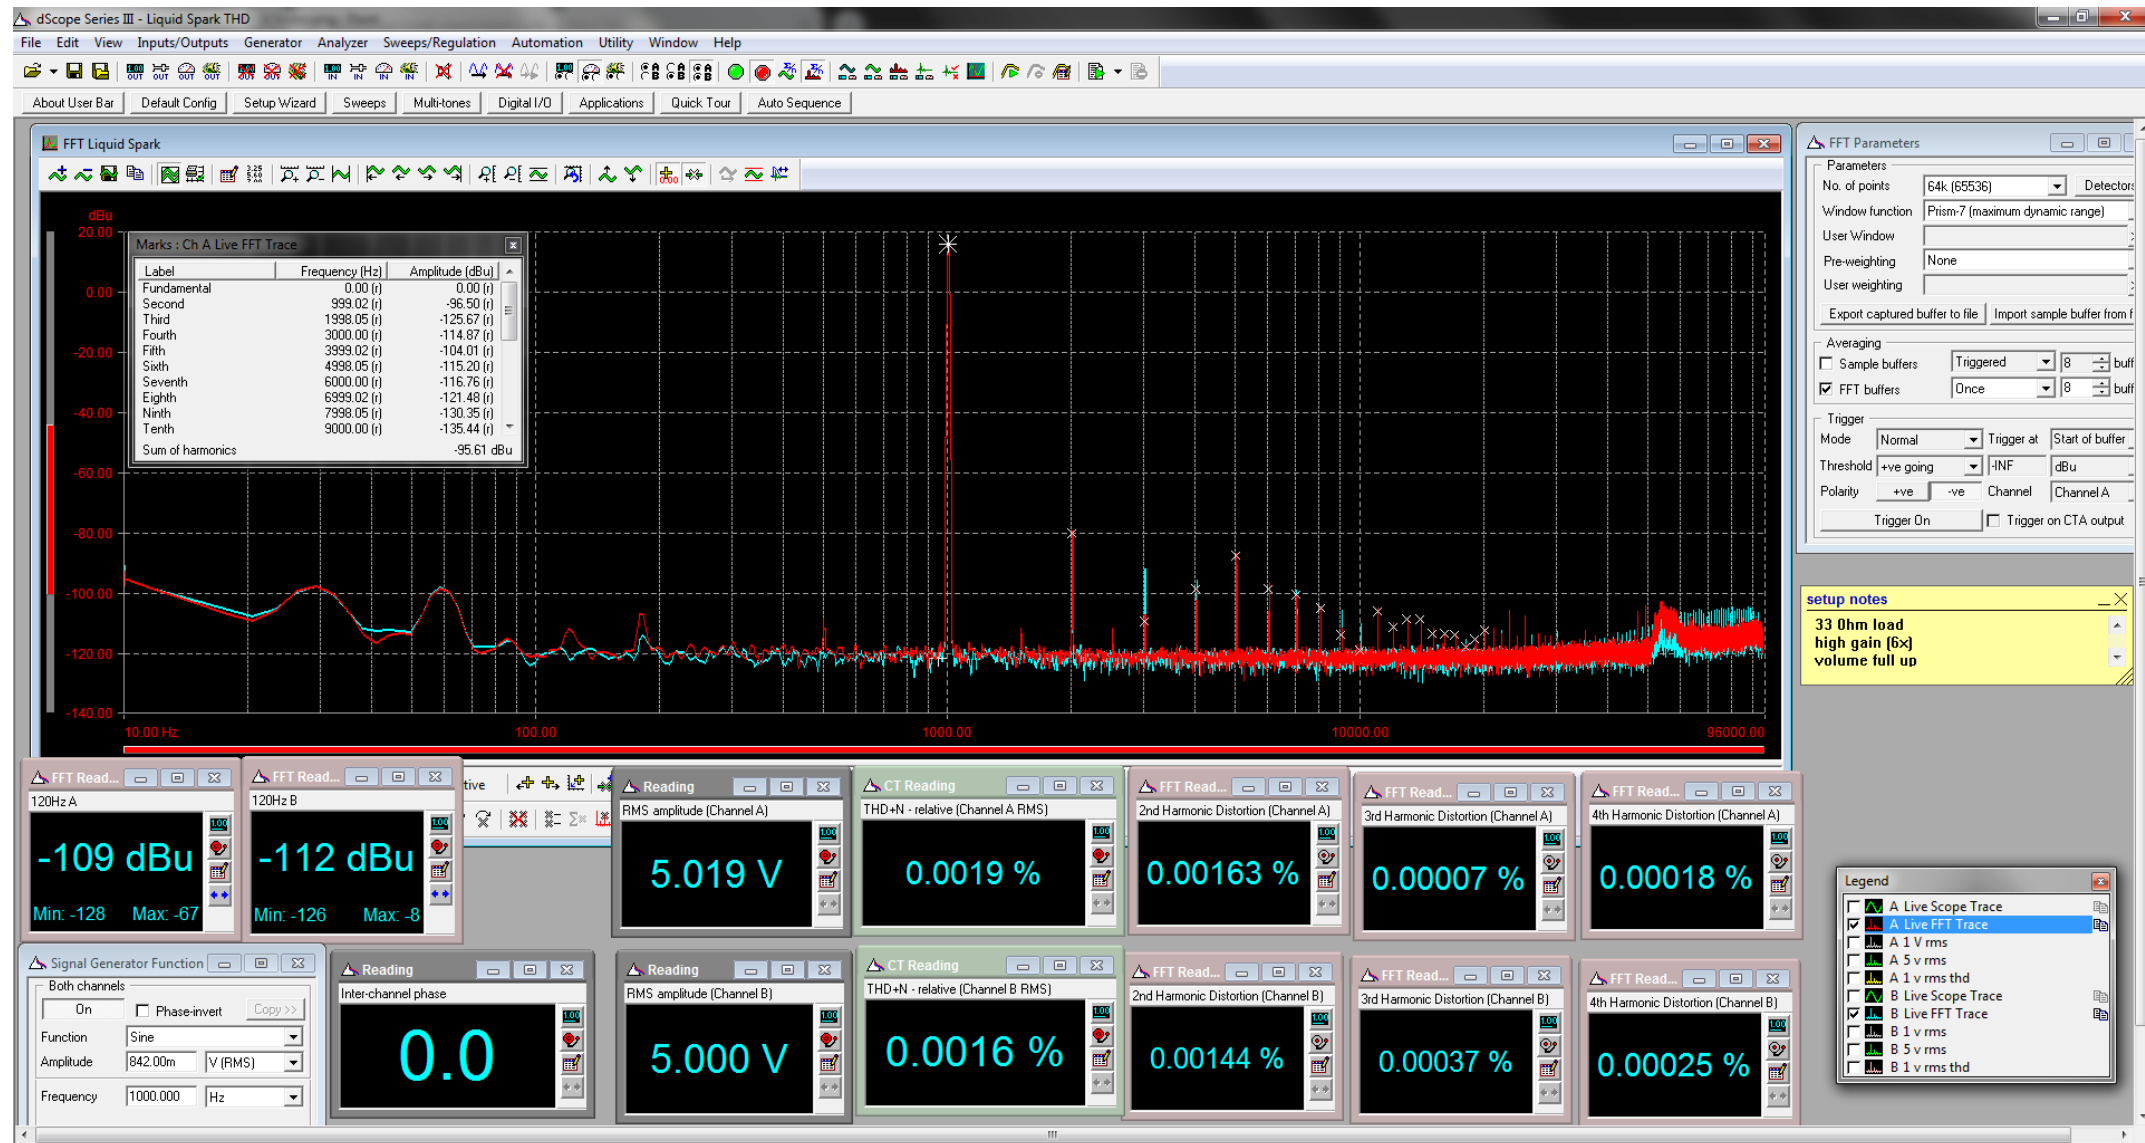 dScope Series III - Liquid Spark THD
File Edit View Inputs/Outputs Generator Analyzer Sweeps/Regulation Automation Utility Window Help
About User Bar Default Config Setup Wizard Sweeps Multi-tones Digital I/O Applications Quick Tour Auto Sequence
FFT Liquid Spark
dBu
20.00
0.00
-20.00
-40.00
-60.00
-80.00
-100.00
-120.00
-140.00
10.00 Hz 100.00 1000.00 10000.00 96000.00
Marks : Ch A Live FFT Trace
Label Frequency (Hz) Amplitude (dBu)
Fundamental 0.00 (r) 0.00 (r)
Second 999.02 (r) -96.50 (r)
Third 1998.05 (r) -125.67 (r)
Fourth 3000.00 (r) -114.87 (r)
Fifth 3999.02 (r) -104.01 (r)
Sixth 4998.05 (r) -115.20 (r)
Seventh 6000.00 (r) -116.76 (r)
Eighth 6999.02 (r) -121.48 (r)
Ninth 7998.05 (r) -130.35 (r)
Tenth 9000.00 (r) -135.44 (r)
Sum of harmonics -95.61 dBu
FFT Parameters
Parameters
No. of points 64k (65536) Detectors
Window function Prism-7 (maximum dynamic range)
User Window
Pre-weighting None
User weighting
Export captured buffer to file Import sample buffer from f
Averaging
Sample buffers Triggered 8 buff
FFT buffers Once 8 buff
Trigger
Mode Normal Trigger at Start of buffer
Threshold +ve going -INF dBu
Polarity +ve -ve Channel Channel A
Trigger On Trigger on CTA output
setup notes
33 Ohm load
high gain (6x)
volume full up
FFT Read...
120Hz A
-109 dBu
Min: -128 Max: -67
FFT Read...
120Hz B
-112 dBu
Min: -126 Max: -8
tive
Reading
RMS amplitude (Channel A)
5.019 V
CT Reading
THD+N - relative (Channel A RMS)
0.0019 %
FFT Read...
2nd Harmonic Distortion (Channel A)
0.00163 %
FFT Read...
3rd Harmonic Distortion (Channel A)
0.00007 %
FFT Read...
4th Harmonic Distortion (Channel A)
0.00018 %
Signal Generator Function
Both channels
On Phase-invert Copy >>
Function Sine
Amplitude 842.00m V (RMS)
Frequency 1000.000 Hz
Reading
Inter-channel phase
0.0
Reading
RMS amplitude (Channel B)
5.000 V
CT Reading
THD+N - relative (Channel B RMS)
0.0016 %
FFT Read...
2nd Harmonic Distortion (Channel B)
0.00144 %
FFT Read...
3rd Harmonic Distortion (Channel B)
0.00037 %
FFT Read...
4th Harmonic Distortion (Channel B)
0.00025 %
Legend
A Live Scope Trace
A Live FFT Trace
A 1 V rms
A 5 v rms
A 1 v rms thd
B Live Scope Trace
B Live FFT Trace
B 1 v rms
B 5 v rms
B 1 v rms thd